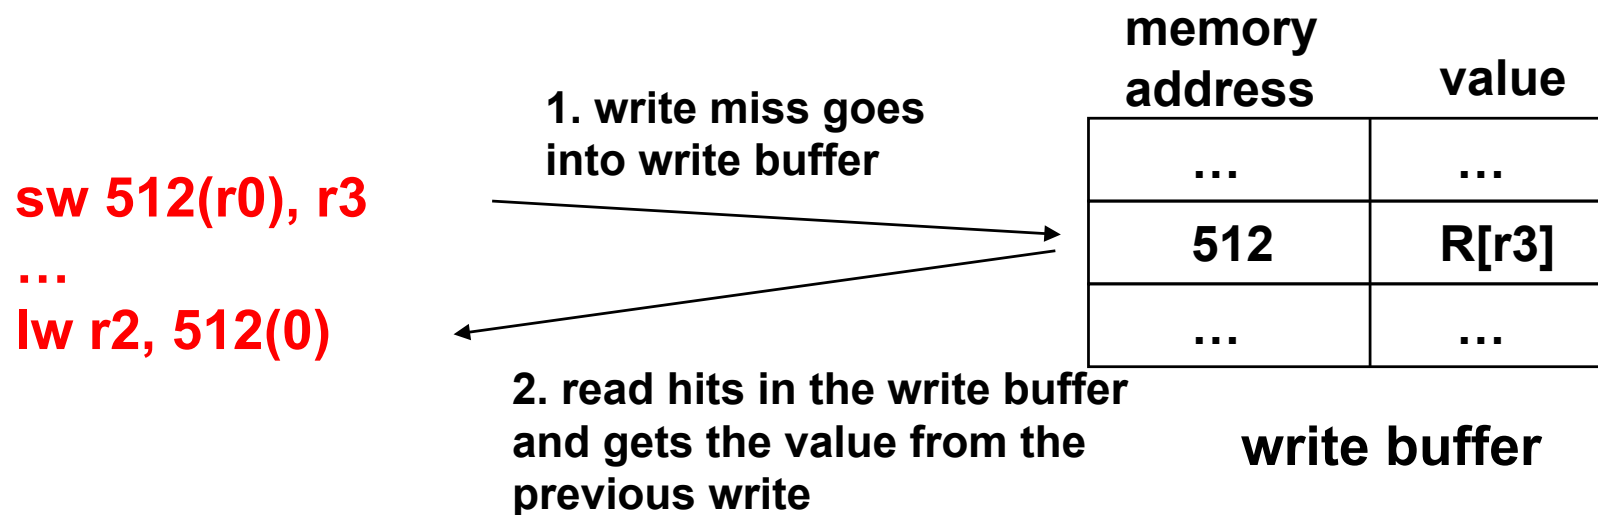 sw 512(r0), r3
…
lw r2, 512(0)
1. write miss goes
into write buffer
2. read hits in the write buffer
and gets the value from the
previous write
memory
address
value
… …
512 R[r3]
… …
write buffer